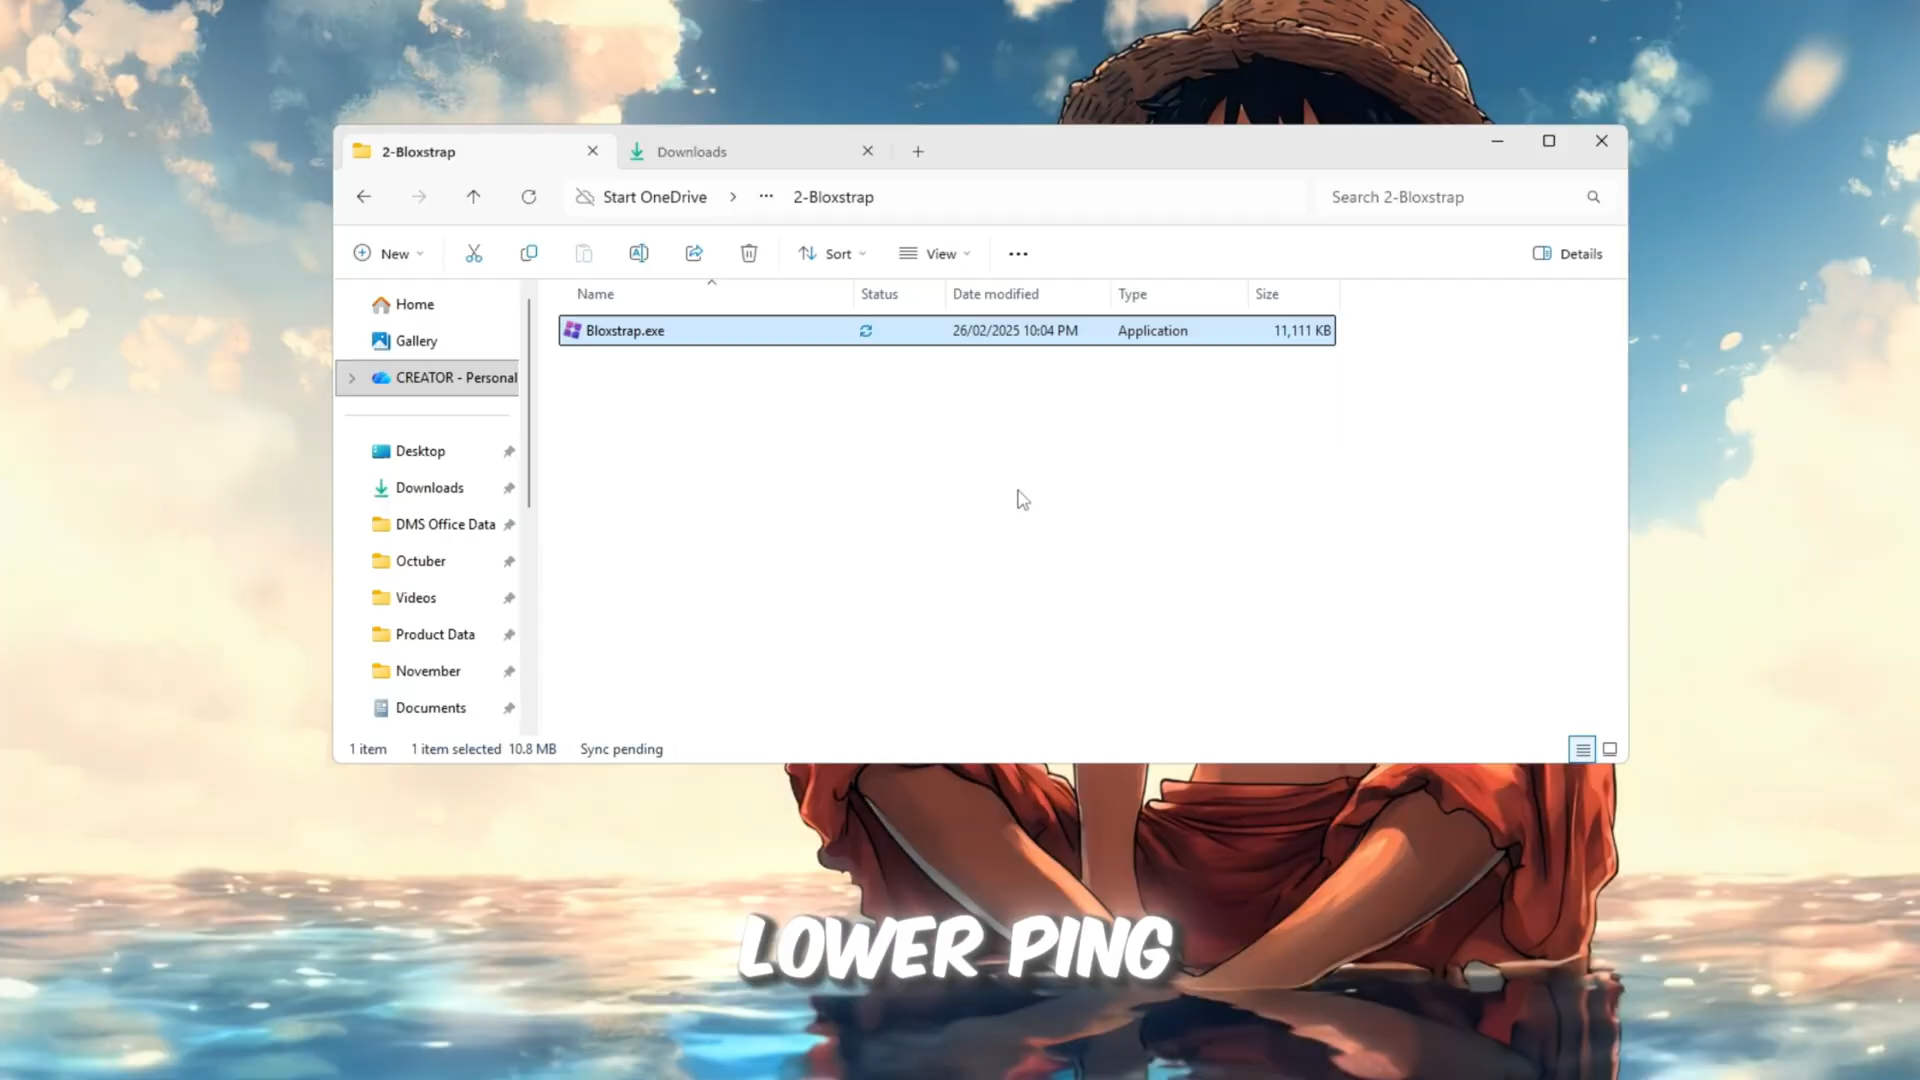 2-Bloxstrap
Downloads
Start OneDrive
2-Bloxstrap
Search 2-Bloxstrap
New
Sort
View
Details
Name
Status
Date modified
Type
Size
Bloxstrap.exe
26/02/2025 10:04 PM
Application
11,111 KB
Home
Gallery
CREATOR - Personal
Desktop
Downloads
DMS Office Data
Octuber
Videos
Product Data
November
Documents
1 item
1 item selected 10.8 MB
Sync pending
LOWER PING